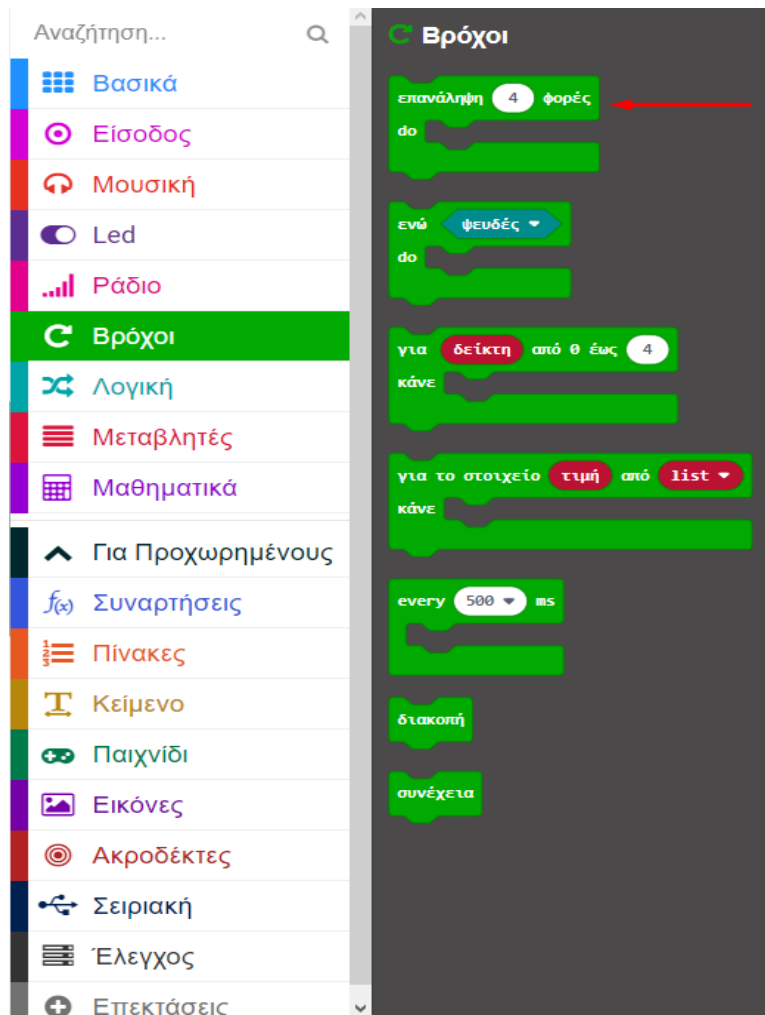 Αναζήτηση...
Βασικά
Είσοδος
Μουσική
Led
Ράδιο
Βρόχοι
Λογική
Μεταβλητές
Μαθηματικά
Για Προχωρημένους
f(x) Συναρτήσεις
Πίνακες
Κείμενο
Παιχνίδι
Εικόνες
Ακροδέκτες
Σειριακή
Έλεγχος
Επεκτάσεις
Βρόχοι
επανάληψη 4 φορές
do
ενώ ψευδές
do
για δείκτη από 0 έως 4
κάνε
για το στοιχείο τιμή από list
κάνε
every 500 ms
διακοπή
συνέχεια